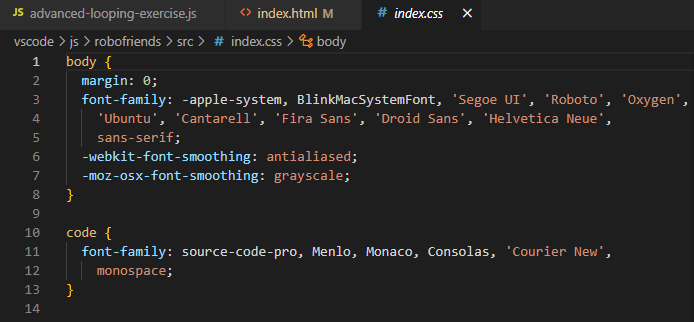 JS advanced-looping-exercise.js <> index.html M # index.css ×
vscode > js > robofriends > src > # index.css > body
1 body {
2 margin: 0;
3 font-family: -apple-system, BlinkMacSystemFont, 'Segoe UI', 'Roboto', 'Oxygen',
4 'Ubuntu', 'Cantarell', 'Fira Sans', 'Droid Sans', 'Helvetica Neue',
5 sans-serif;
6 -webkit-font-smoothing: antialiased;
7 -moz-osx-font-smoothing: grayscale;
8 }
9
10 code {
11 font-family: source-code-pro, Menlo, Monaco, Consolas, 'Courier New',
12 monospace;
13 }
14